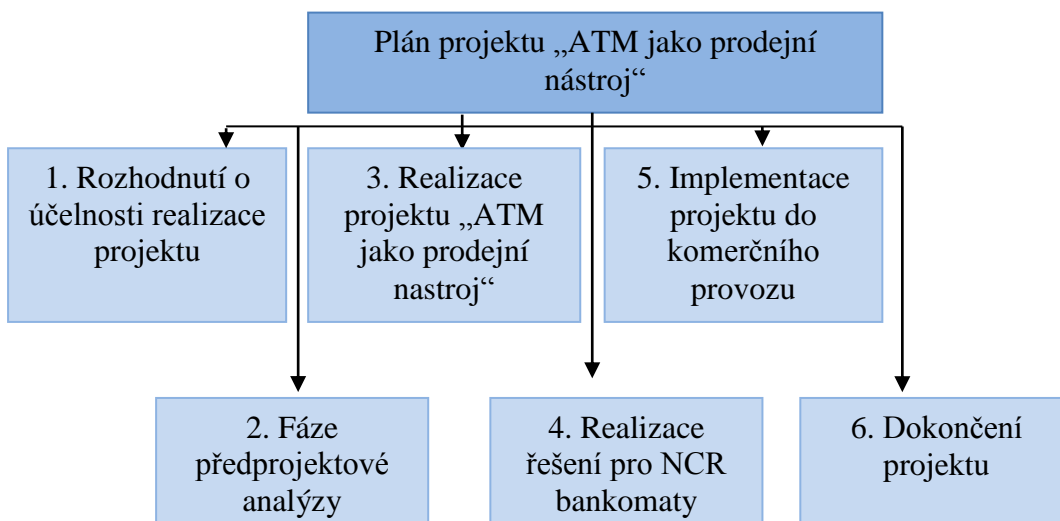 Plán projektu „ATM jako prodejní
nástroj“
1. Rozhodnutí o
účelnosti realizace
projektu
3. Realizace
projektu „ATM
jako prodejní
nastroj“
5. Implementace
projektu do
komerčního
provozu
2. Fáze
předprojektové
analýzy
4. Realizace
řešení pro NCR
bankomaty
6. Dokončení
projektu